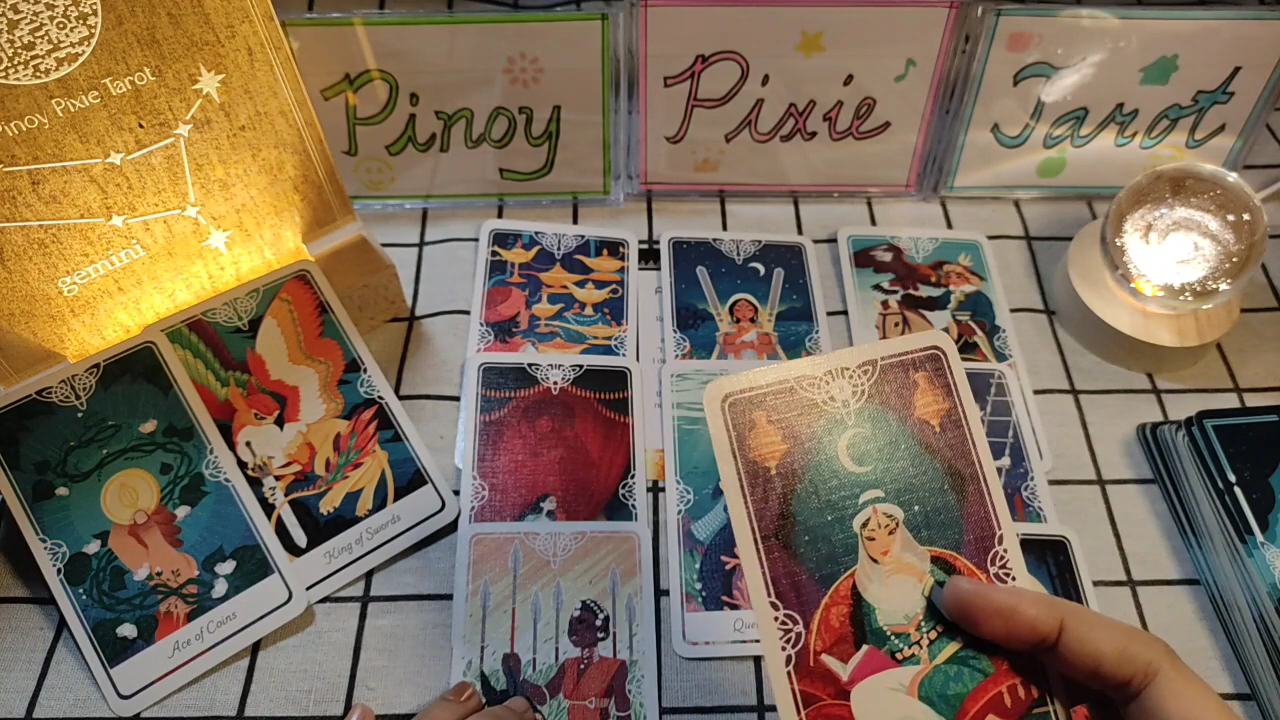 Pinoy Pixie Tarot
Pinoy Pixie Tarot
gemini
King of Swords
Ace of Coins